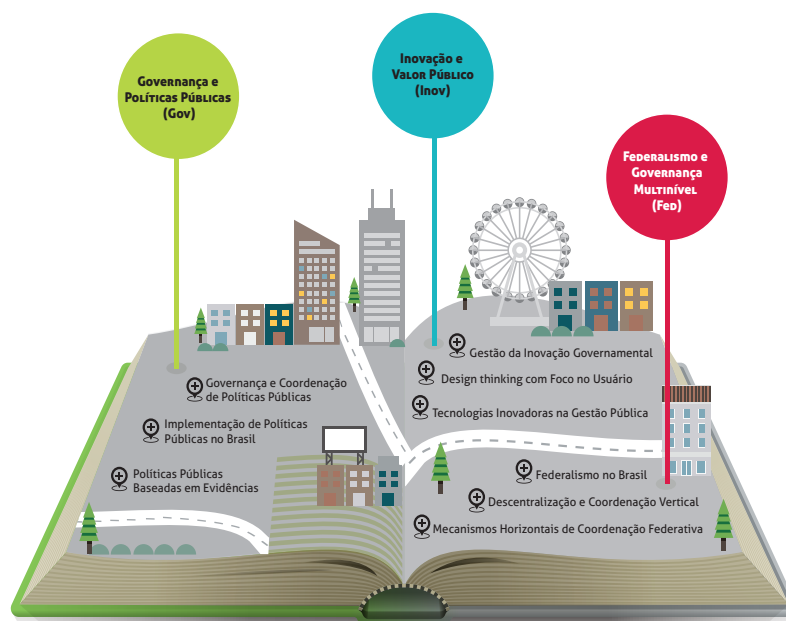 Governança e
Políticas Públicas
(Gov)
Inovação e
Valor Público
(Inov)
Federalismo e
Governança
Multinível
(Fed)
Governança e Coordenação
de Políticas Públicas
Implementação de Políticas
Públicas no Brasil
Políticas Públicas
Baseadas em Evidências
Gestão da Inovação Governamental
Design thinking com Foco no Usuário
Tecnologias Inovadoras na Gestão Pública
Federalismo no Brasil
Descentralização e Coordenação Vertical
Mecanismos Horizontais de Coordenação Federativa